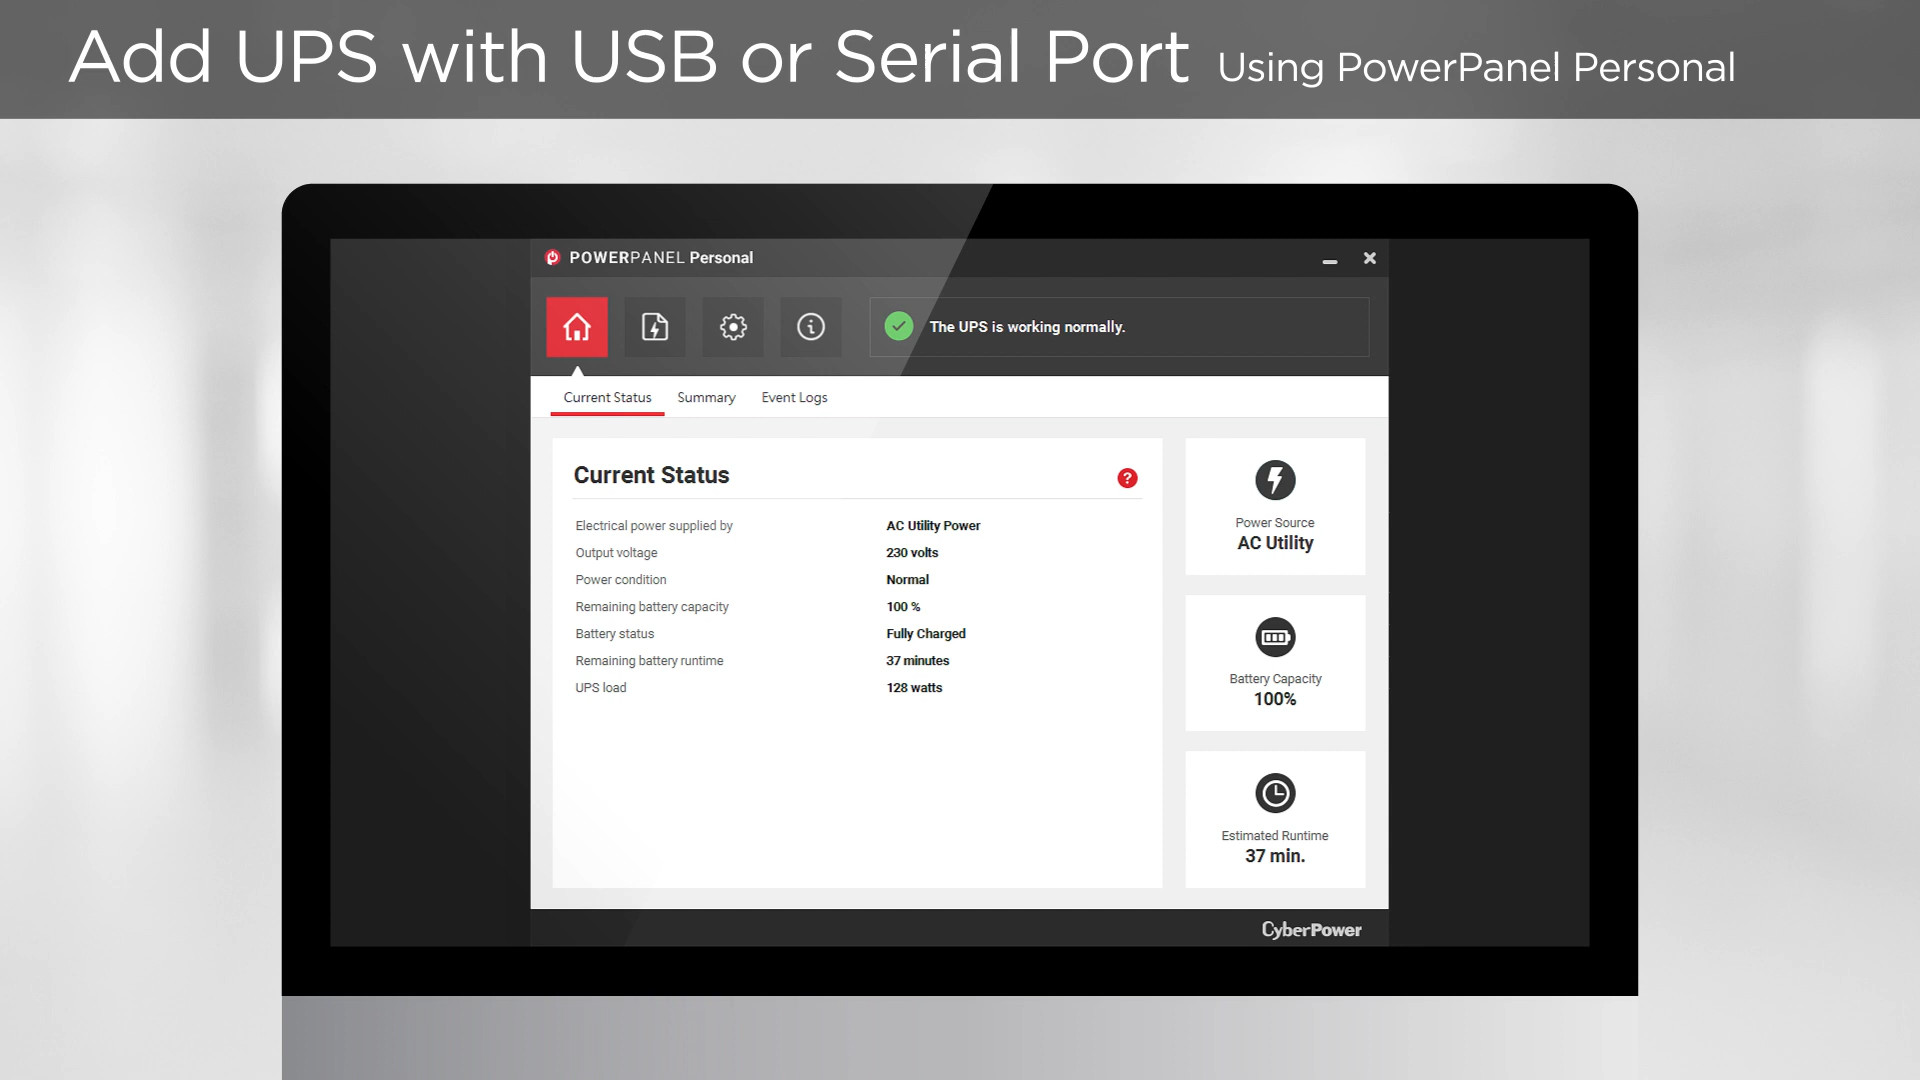 Add UPS with USB or Serial Port Using PowerPanel Personal
POWERPANEL Personal
The UPS is working normally.
Current Status Summary Event Logs
Current Status ?
Electrical power supplied by AC Utility Power
Output voltage 230 volts
Power condition Normal
Remaining battery capacity 100 %
Battery status Fully Charged
Remaining battery runtime 37 minutes
UPS load 128 watts
Power Source
AC Utility
Battery Capacity
100%
Estimated Runtime
37 min.
CyberPower